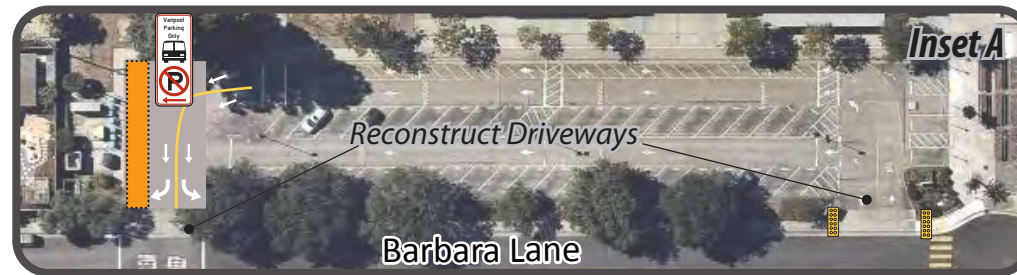 Vanpool
Parking
Only
P
Inset A
Reconstruct Driveways
Barbara Lane